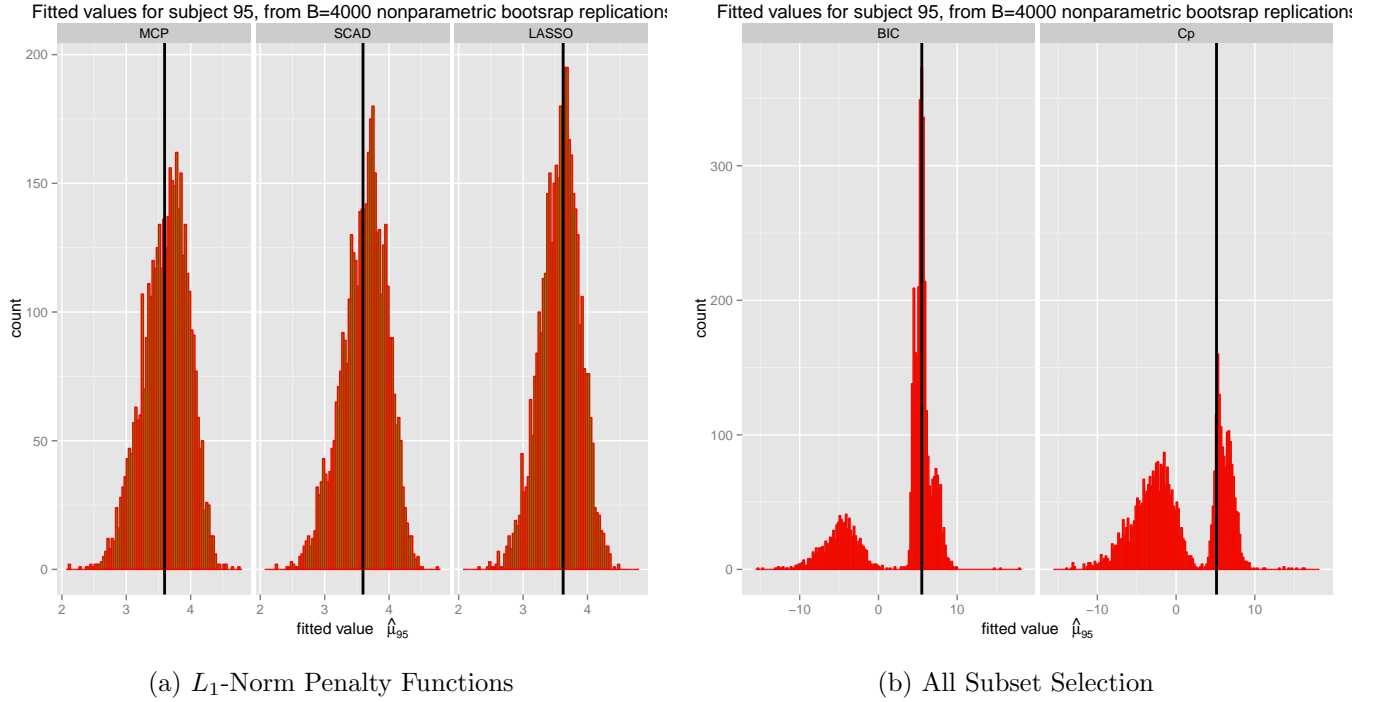 Fitted values for subject 95, from B=4000 nonparametric bootsrap replications
MCP SCAD LASSO
200
150
100
50
0
count
2 3 4 2 3 4 2 3 4
fitted value μ̂95
(a) L1-Norm Penalty Functions
Fitted values for subject 95, from B=4000 nonparametric bootsrap replications
BIC Cp
300
200
100
0
count
−10 0 10 −10 0 10
fitted value μ̂95
(b) All Subset Selection